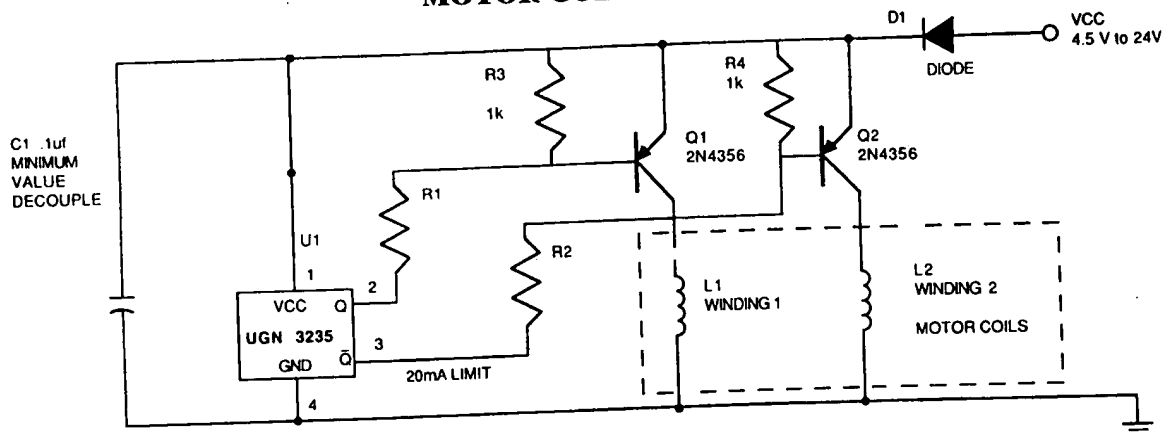 D1
VCC
4.5 V to 24V
DIODE
R3
1k
R4
1k
Q1
2N4356
Q2
2N4356
C1 .1uf
MINIMUM
VALUE
DECOUPLE
R1
U1
R2
1
2
VCC
Q
UGN 3235
3
GND
Q̄
20mA LIMIT
4
L1
WINDING 1
L2
WINDING 2
MOTOR COILS